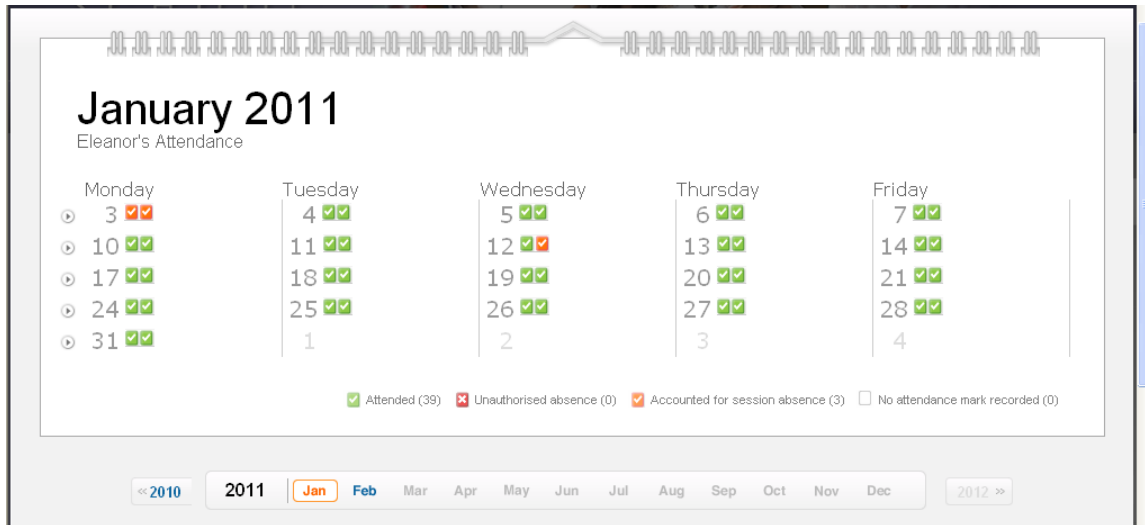 January 2011
Eleanor's Attendance
Monday Tuesday Wednesday Thursday Friday
3 4 5 6 7
10 11 12 13 14
17 18 19 20 21
24 25 26 27 28
31 1 2 3 4
Attended (39) Unauthorised absence (0) Accounted for session absence (3) No attendance mark recorded (0)
« 2010 2011 Jan Feb Mar Apr May Jun Jul Aug Sep Oct Nov Dec 2012 »